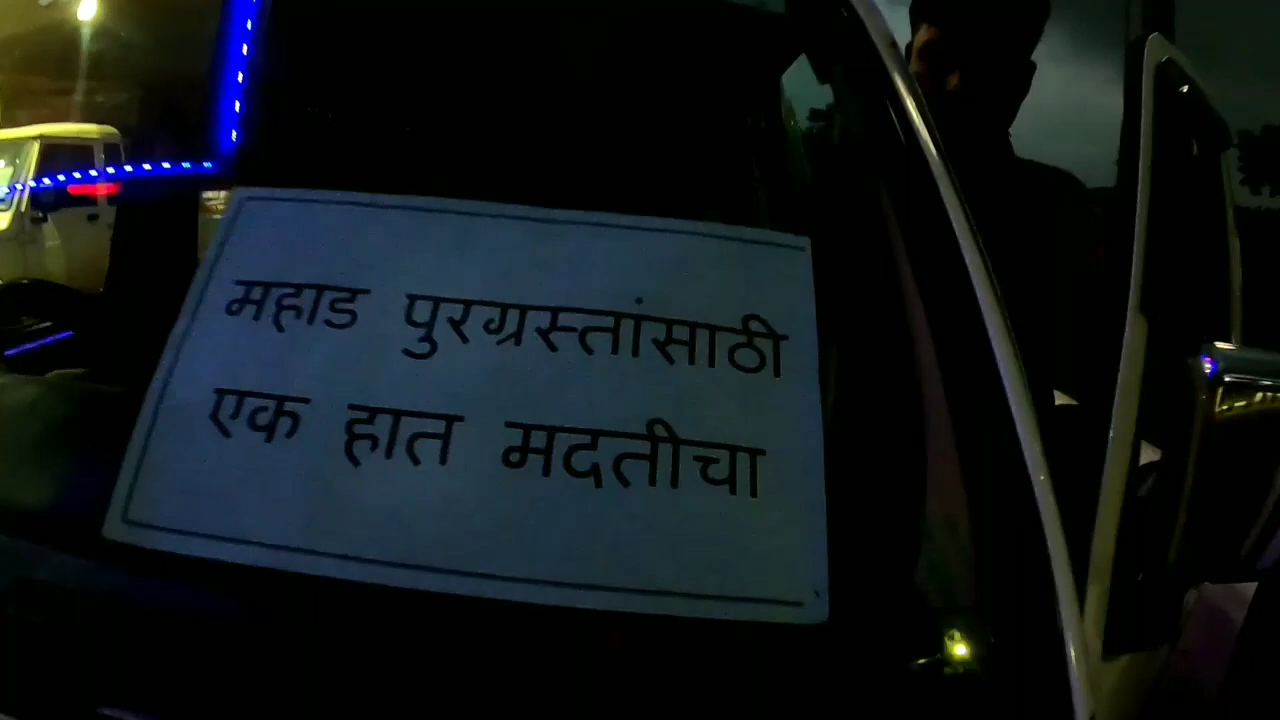 महाड पुरग्रस्तांसाठी
एक हात मदतीचा